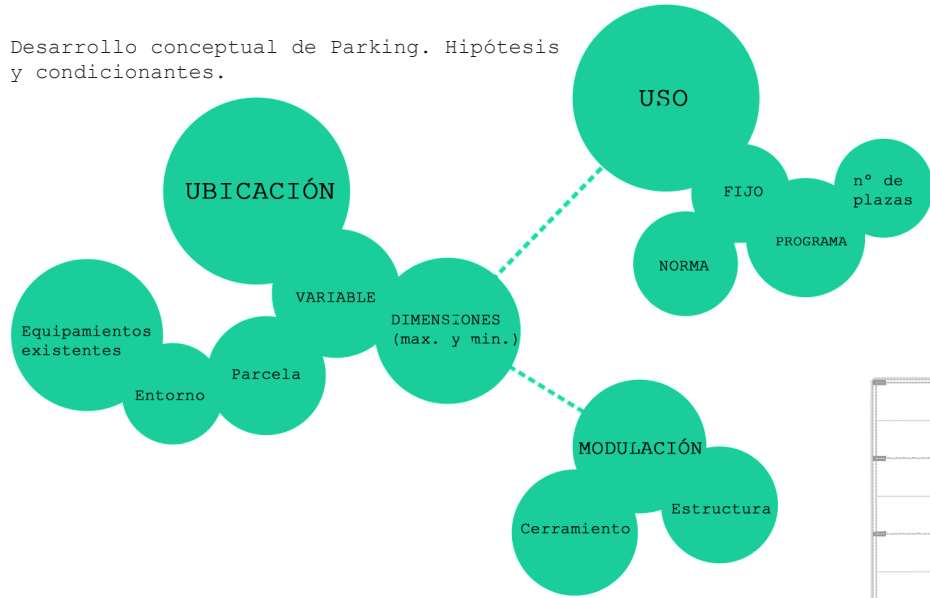 Desarrollo conceptual de Parking. Hipótesis
y condicionantes.
USO
UBICACIÓN
FIJO
nº de
plazas
PROGRAMA
NORMA
VARIABLE
DIMENSIONES
(max. y min.)
Equipamientos
existentes
Parcela
Entorno
MODULACIÓN
Estructura
Cerramiento